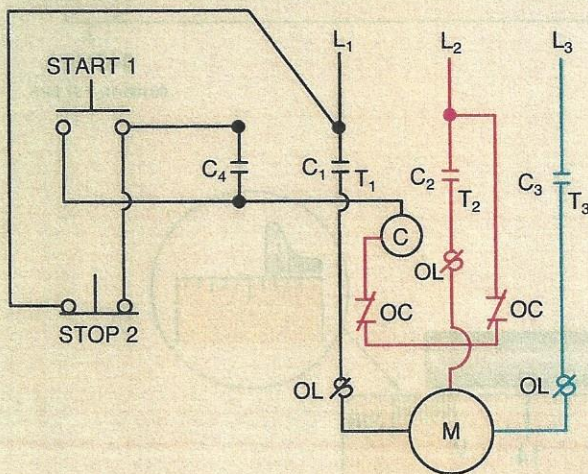 L1 L2 L3
START 1
C4 C1 T1 C2 T2 C3 T3
C
OL
OC OC
STOP 2
OL OL
M